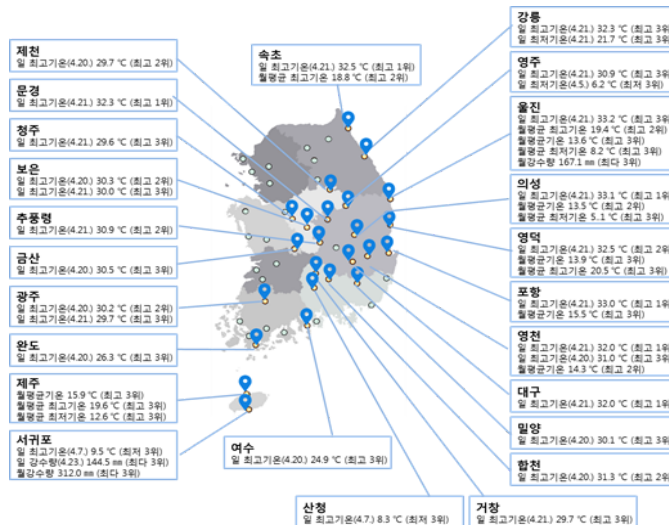 제천
일 최고기온(4.20.) 29.7 ℃ (최고 2위)
문경
일 최고기온(4.21.) 32.3 ℃ (최고 1위)
청주
일 최고기온(4.21.) 29.6 ℃ (최고 3위)
보은
일 최고기온(4.20.) 30.3 ℃ (최고 2위)
일 최고기온(4.21.) 30.0 ℃ (최고 3위)
추풍령
일 최고기온(4.21.) 30.9 ℃ (최고 2위)
금산
일 최고기온(4.20.) 30.5 ℃ (최고 3위)
광주
일 최고기온(4.20.) 30.2 ℃ (최고 2위)
일 최고기온(4.21.) 29.7 ℃ (최고 3위)
완도
일 최고기온(4.20.) 26.3 ℃ (최고 3위)
제주
월평균기온 15.9 ℃ (최고 3위)
월평균 최고기온 19.6 ℃ (최고 3위)
월평균 최저기온 12.6 ℃ (최고 3위)
서귀포
일 최고기온(4.7.) 9.5 ℃ (최저 3위)
일 강수량(4.23.) 144.5 ㎜ (최다 3위)
월강수량 312.0 ㎜ (최다 3위)
속초
일 최고기온(4.21.) 32.5 ℃ (최고 1위)
월평균 최고기온 18.8 ℃ (최고 2위)
여수
일 최고기온(4.20.) 24.9 ℃ (최고 3위)
산청
일 최고기온(4.7.) 8.3 ℃ (최저 3위)
거창
일 최고기온(4.21.) 29.7 ℃ (최고 3위)
강릉
일 최고기온(4.21.) 32.3 ℃ (최고 3위)
일 최저기온(4.21.) 21.7 ℃ (최고 3위)
영주
일 최고기온(4.21.) 30.9 ℃ (최고 3위)
일 최고기온(4.5.) 6.2 ℃ (최저 3위)
울진
일 최고기온(4.21.) 33.2 ℃ (최고 3위)
월평균 최고기온 19.4 ℃ (최고 2위)
월평균기온 13.6 ℃ (최고 3위)
월평균 최저기온 8.2 ℃ (최고 3위)
월강수량 167.1 ㎜ (최다 3위)
의성
일 최고기온(4.21.) 33.1 ℃ (최고 1위)
월평균기온 13.5 ℃ (최고 2위)
월평균 최저기온 5.1 ℃ (최고 3위)
영덕
일 최고기온(4.21.) 32.5 ℃ (최고 2위)
월평균기온 13.9 ℃ (최고 3위)
월평균 최고기온 20.5 ℃ (최고 3위)
포항
일 최고기온(4.21.) 33.0 ℃ (최고 1위)
월평균기온 15.5 ℃ (최고 3위)
영천
일 최고기온(4.21.) 32.0 ℃ (최고 1위)
일 최고기온(4.20.) 31.0 ℃ (최고 3위)
월평균기온 14.3 ℃ (최고 2위)
대구
일 최고기온(4.21.) 32.0 ℃ (최고 1위)
밀양
일 최고기온(4.20.) 30.1 ℃ (최고 3위)
합천
일 최고기온(4.20.) 31.3 ℃ (최고 2위)